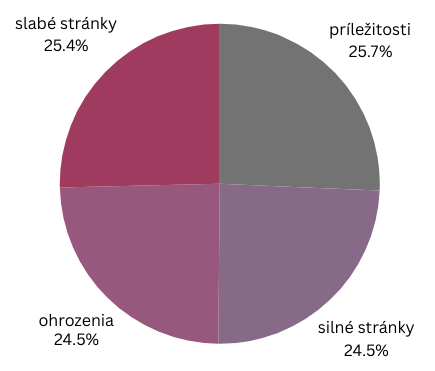 slabé stránky
25.4%
príležitosti
25.7%
ohrozenia
24.5%
silné stránky
24.5%